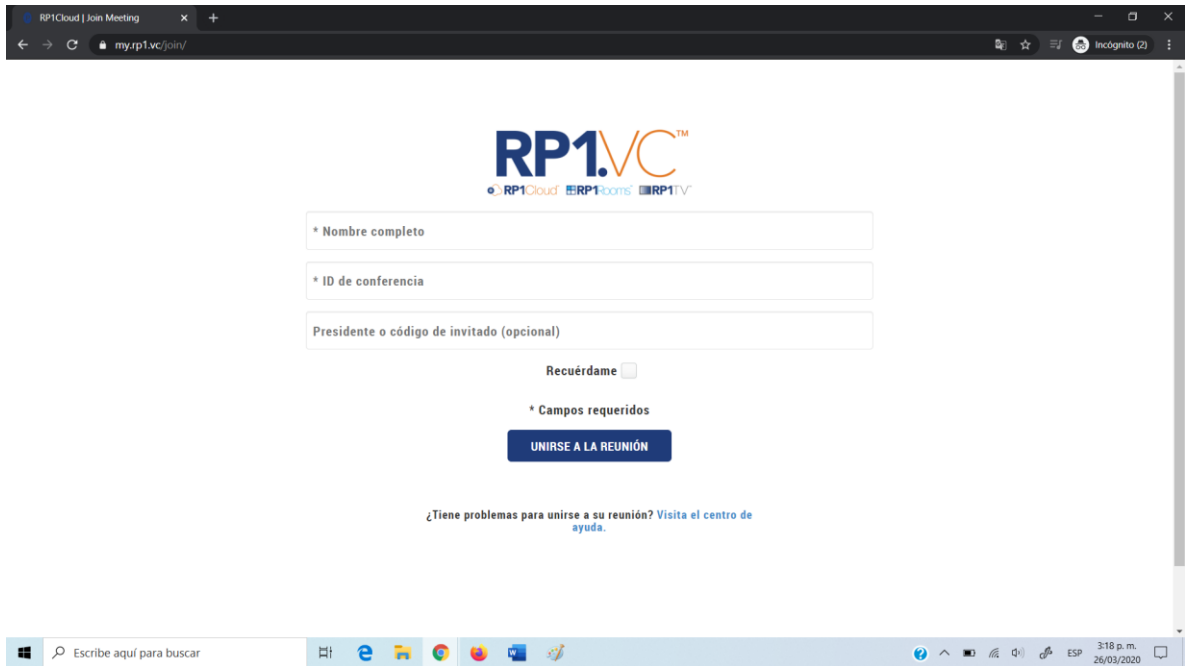 RP1Cloud | Join Meeting
my.rp1.vc/join/
Incógnito (2)
RP1.VC™
RP1Cloud RP1Rooms RP1TV
* Nombre completo
* ID de conferencia
Presidente o código de invitado (opcional)
Recuérdame
* Campos requeridos
UNIRSE A LA REUNIÓN
¿Tiene problemas para unirse a su reunión? Visita el centro de
ayuda.
Escribe aquí para buscar
ESP
3:18 p. m.
26/03/2020